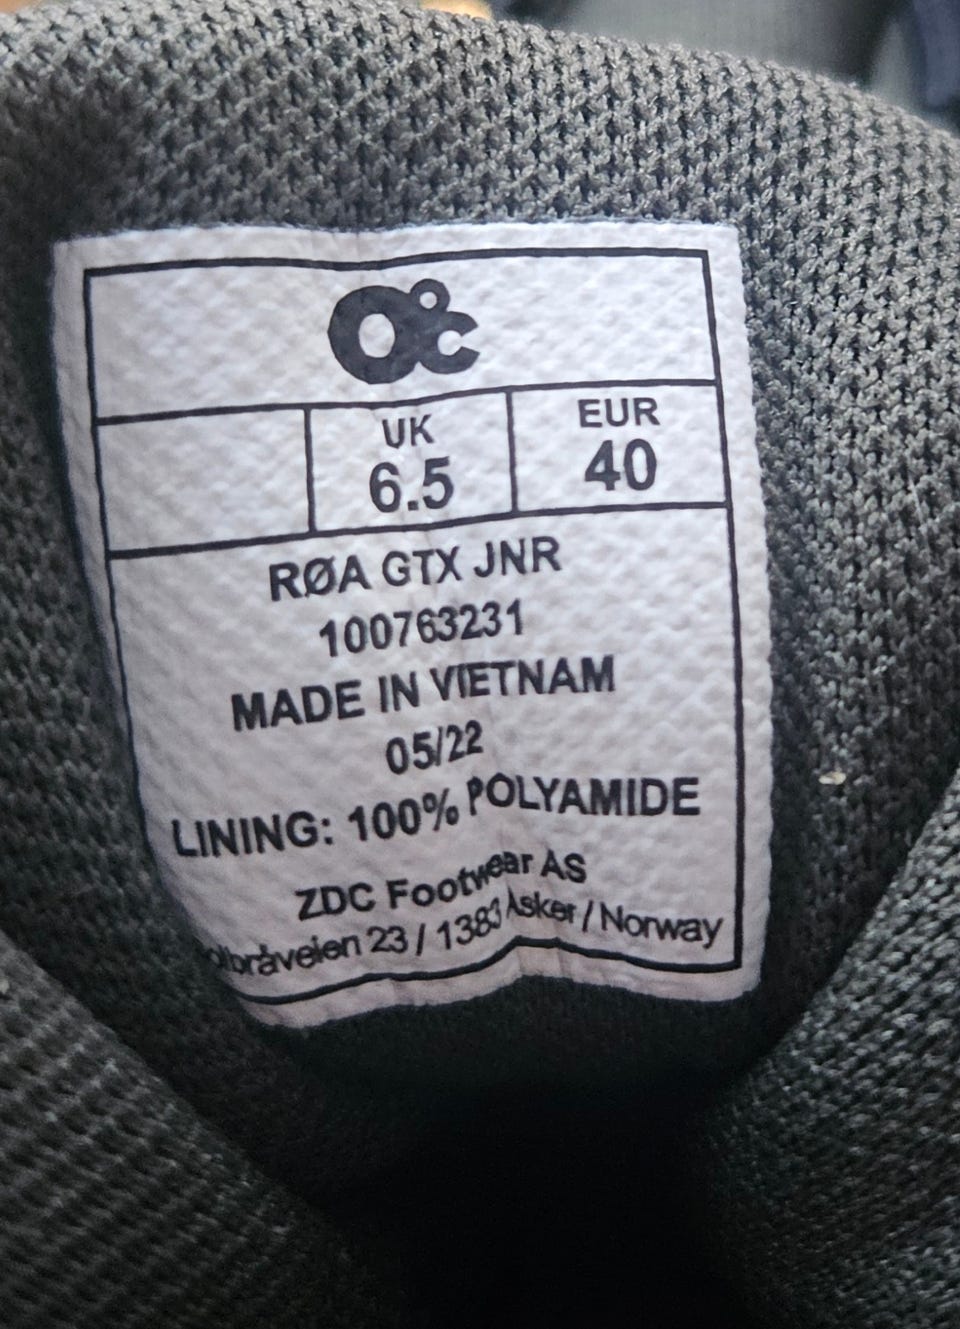 O°C
UK
6.5
EUR
40
RØA GTX JNR
100763231
MADE IN VIETNAM
05/22
LINING: 100% POLYAMIDE
ZDC Footwear AS
23 / 1383 Asker / Norway